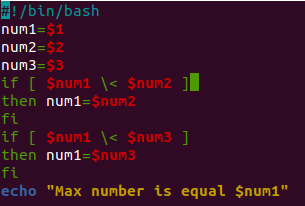 #!/bin/bash
num1=$1
num2=$2
num3=$3
if [ $num1 \< $num2 ]
then num1=$num2
fi
if [ $num1 \< $num3 ]
then num1=$num3
fi
echo "Max number is equal $num1"